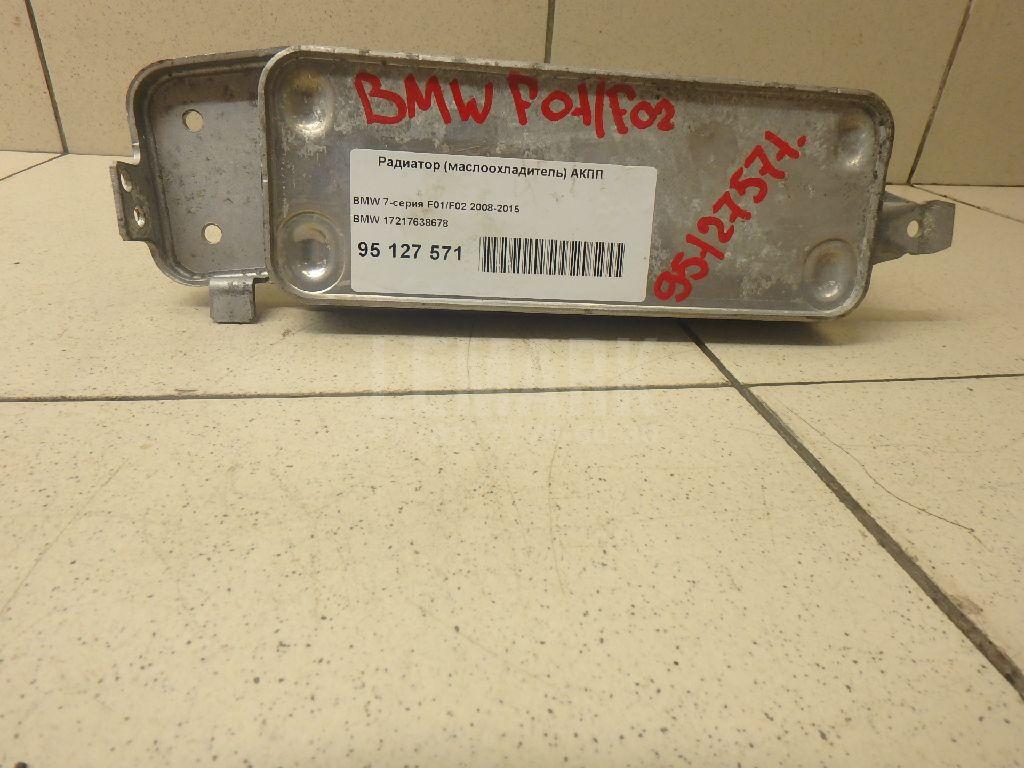 BMW F01/F02
95127571.
Радиатор (маслоохладитель) АКПП
BMW 7-серия F01/F02 2008-2015
BMW 17217638678
95 127 571